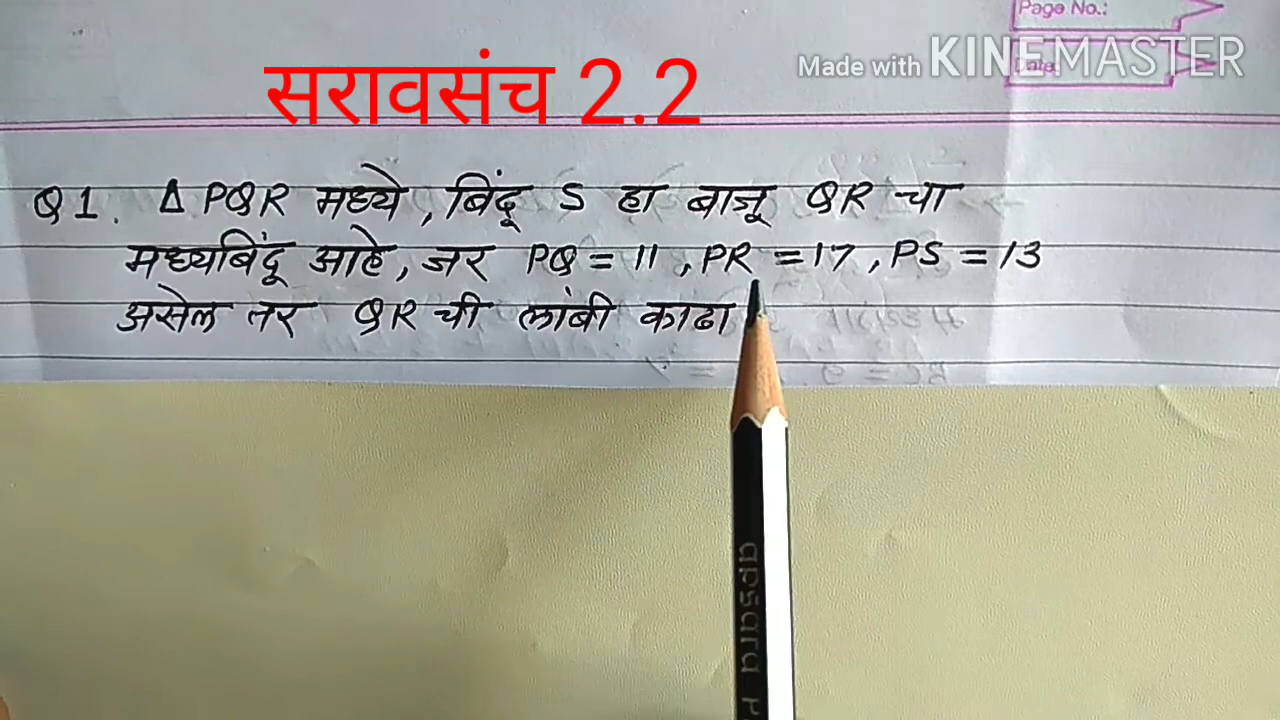 Page No.:
Made with KINEMASTER
Date:
सरावसंच 2.2
Q1. Δ PQR मध्ये, बिंदू S हा बाजू QR चा
मध्यबिंदू आहे, जर PQ = 11, PR = 17, PS = 13
असेल तर QR ची लांबी काढा
apsara P